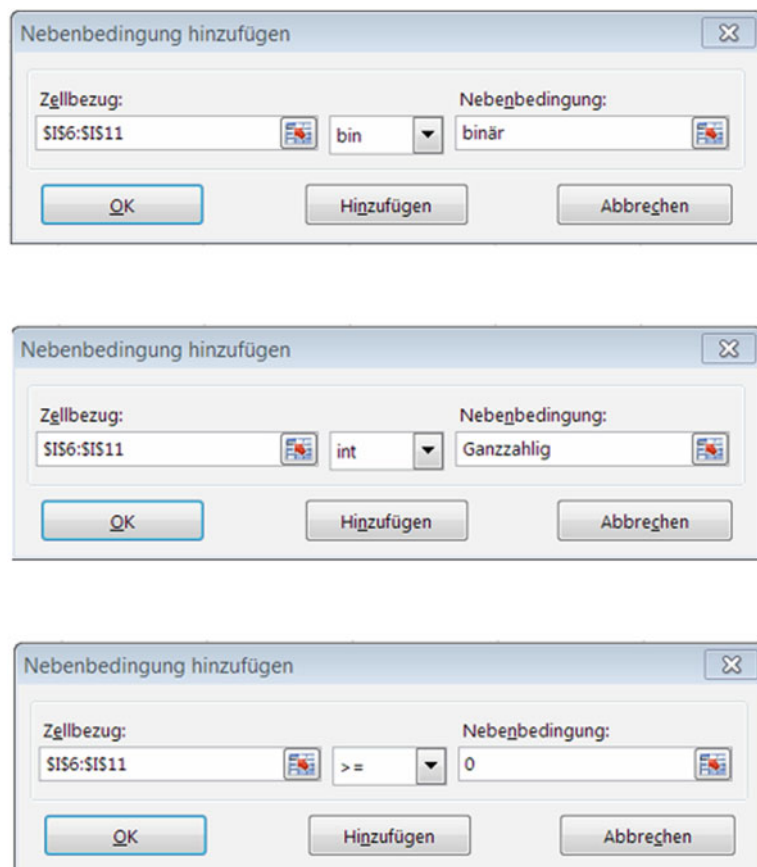 Nebenbedingung hinzufügen
Zellbezug: Nebenbedingung:
$I$6:$I$11 bin binär
OK Hinzufügen Abbrechen
Nebenbedingung hinzufügen
Zellbezug: Nebenbedingung:
$I$6:$I$11 int Ganzzahlig
OK Hinzufügen Abbrechen
Nebenbedingung hinzufügen
Zellbezug: Nebenbedingung:
$I$6:$I$11 >= 0
OK Hinzufügen Abbrechen